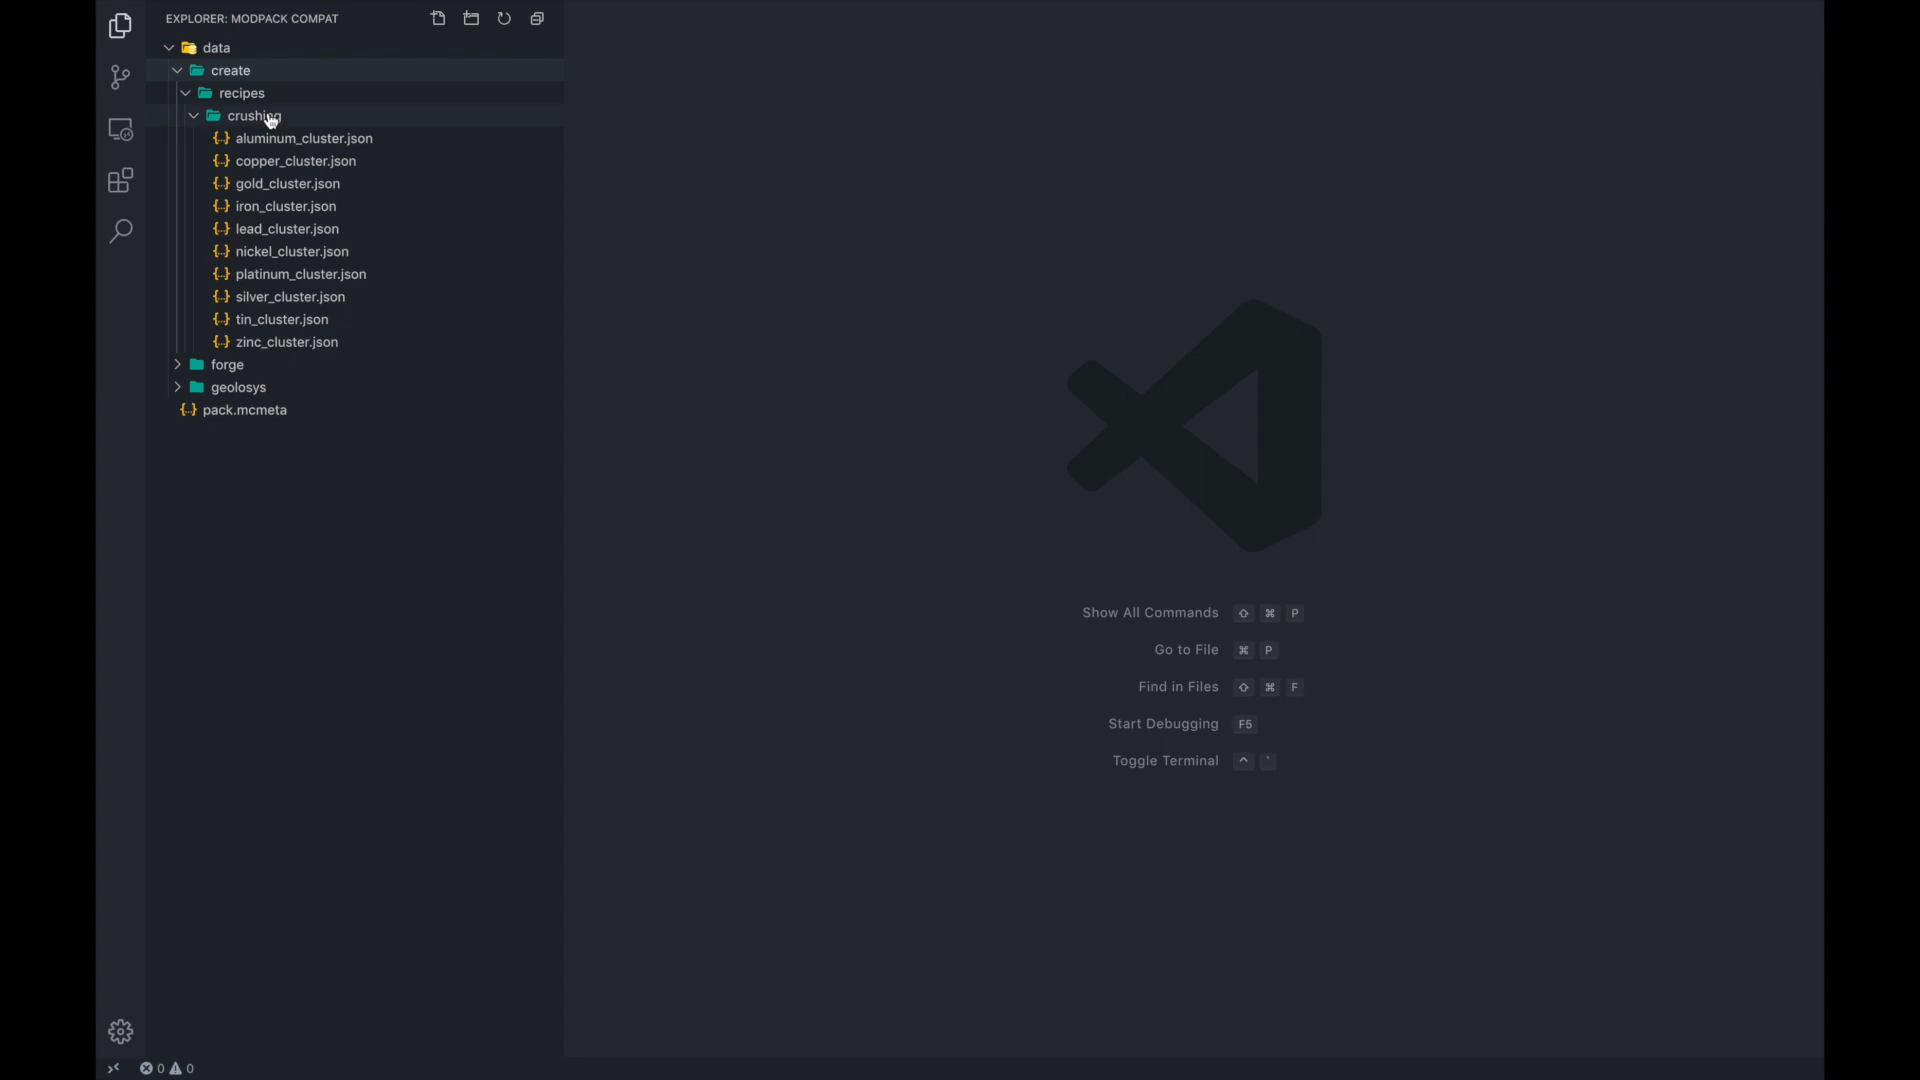 EXPLORER: MODPACK COMPAT
data
create
recipes
crushing
{..} aluminum_cluster.json
{..} copper_cluster.json
{..} gold_cluster.json
{..} iron_cluster.json
{..} lead_cluster.json
{..} nickel_cluster.json
{..} platinum_cluster.json
{..} silver_cluster.json
{..} tin_cluster.json
{..} zinc_cluster.json
forge
geolosys
{..} pack.mcmeta
Show All Commands ⇧ ⌘ P
Go to File ⌘ P
Find in Files ⇧ ⌘ F
Start Debugging F5
Toggle Terminal ^ `
0 0